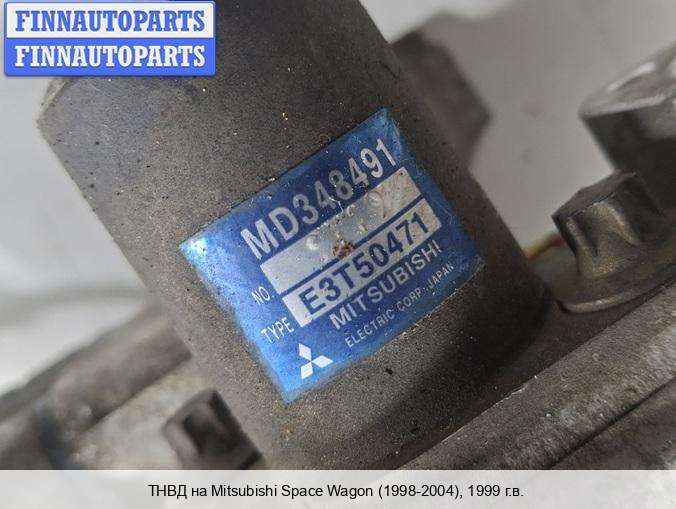 FINNAUTOPARTS
FINNAUTOPARTS
MD348491
NO.
TYPE E3T50471
MITSUBISHI
ELECTRIC CORP. JAPAN
ТНВД на Mitsubishi Space Wagon (1998-2004), 1999 г.в.